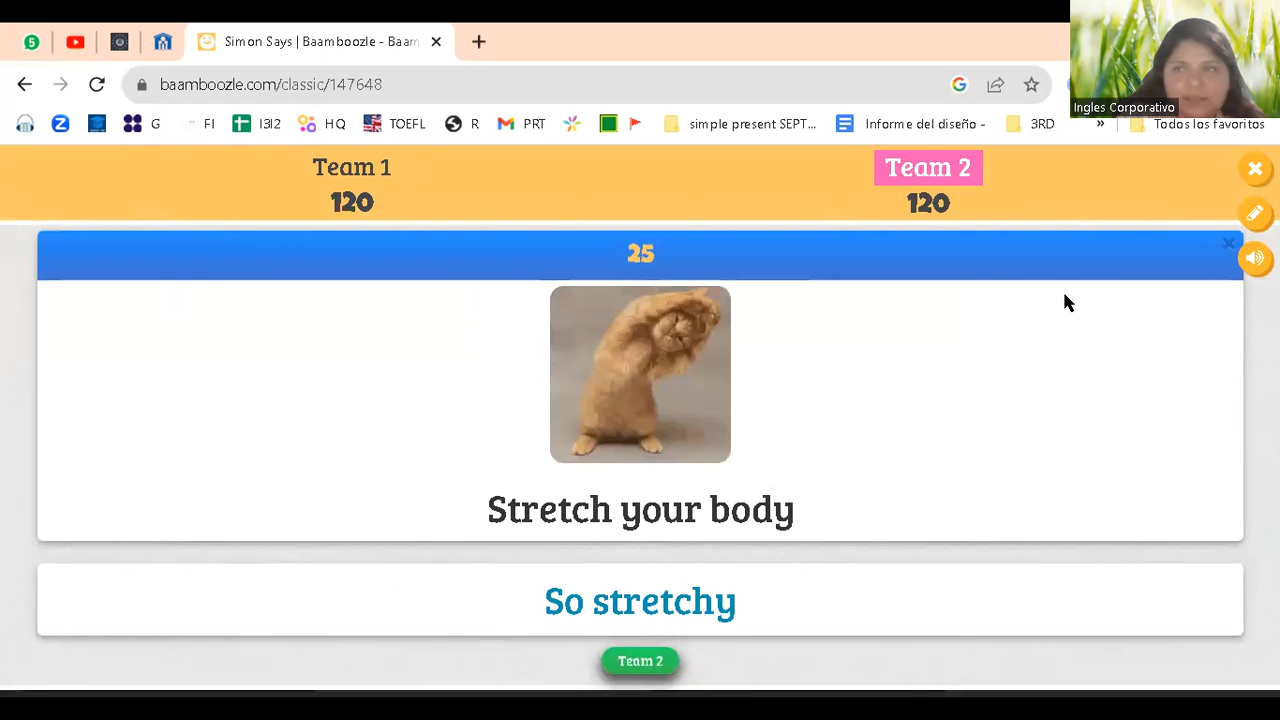 5
Simon Says | Baamboozle - Baam
baamboozle.com/classic/147648
G
Ingles Corporativo
G FI I3I2 HQ TOEFL R PRT simple present SEPT... Informe del diseño - 3RD » Todos los favoritos
Team 1 Team 2
120 120
25
Stretch your body
So stretchy
Team 2